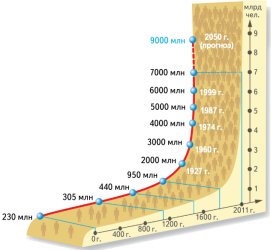 млрд
чел.
9000 млн
2050 г.
(прогноз)
9
8
7000 млн
7
6000 млн
1999 г.
6
5000 млн
1987 г.
5
4000 млн
1974 г.
4
3000 млн
1960 г.
3
2000 млн
1927 г.
2
950 млн
440 млн
1
305 млн
230 млн
0 г.
400 г.
800 г.
1200 г.
1600 г.
2011 г.